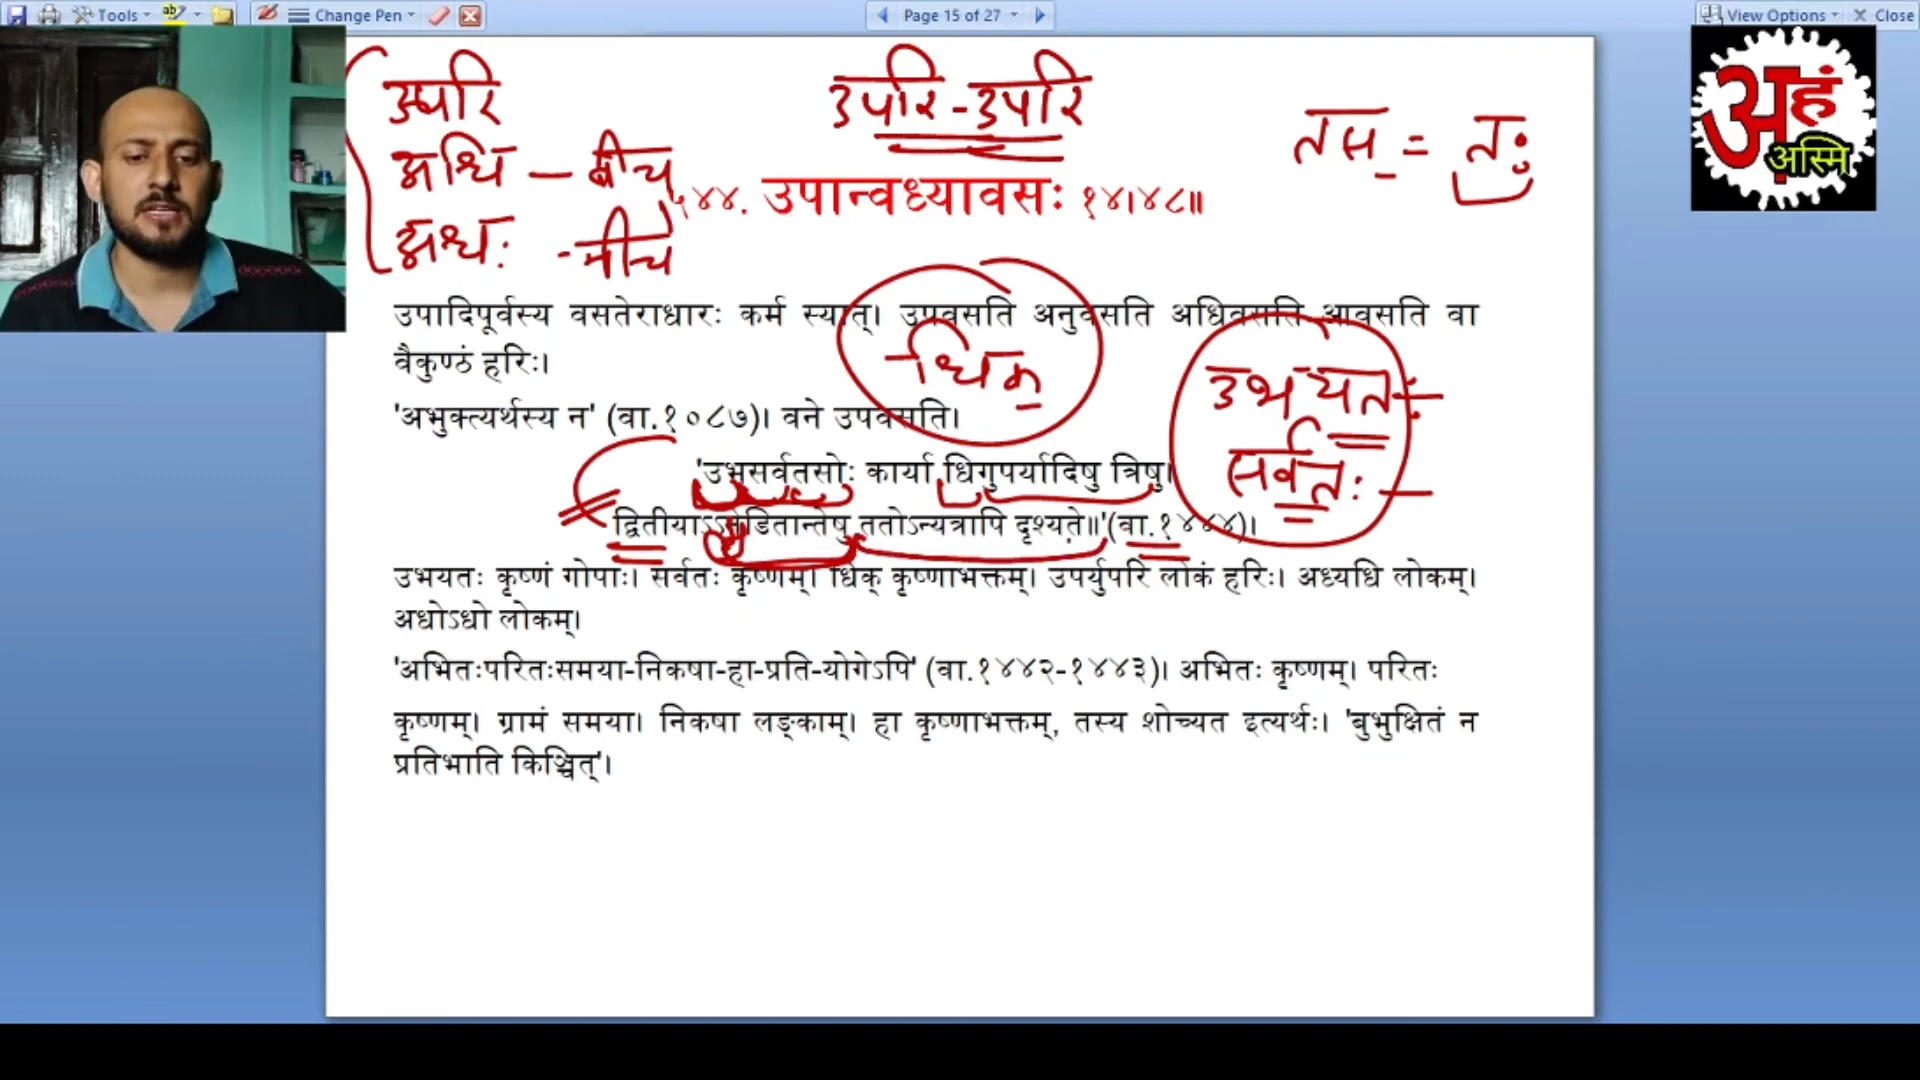 Tools
Change Pen
Page 15 of 27
View Options
Close
उपरि
उपरि-उपरि
तस् = तः
अहं
अस्मि
अधि – बीच
अधः - नीचे
५४४. उपान्वध्यावसः १४।४८॥
उपादिपूर्वस्य वसतेराधारः कर्म स्यात्। उपवसति अनुवसति अधिवसति आवसति वा
वैकुण्ठं हरिः।
धिक्
उभयतः
'अभुक्त्यर्थस्य न' (वा.१०८७)। वने उपवसति।
सर्वतः
'उभसर्वतसोः कार्या धिगुपर्यादिषु त्रिषु।
द्वितीयाऽऽम्रेडितान्तेषु ततोऽन्यत्रापि दृश्यते॥'(वा.१४४४)।
उभयतः कृष्णं गोपाः। सर्वतः कृष्णम्। धिक् कृष्णाभक्तम्। उपर्युपरि लोकं हरिः। अध्यधि लोकम्।
अधोऽधो लोकम्।
'अभितःपरितःसमया-निकषा-हा-प्रति-योगेऽपि' (वा.१४४२-१४४३)। अभितः कृष्णम्। परितः
कृष्णम्। ग्रामं समया। निकषा लङ्काम्। हा कृष्णाभक्तम्, तस्य शोच्यत इत्यर्थः। 'बुभुक्षितं न
प्रतिभाति किञ्चित्'।